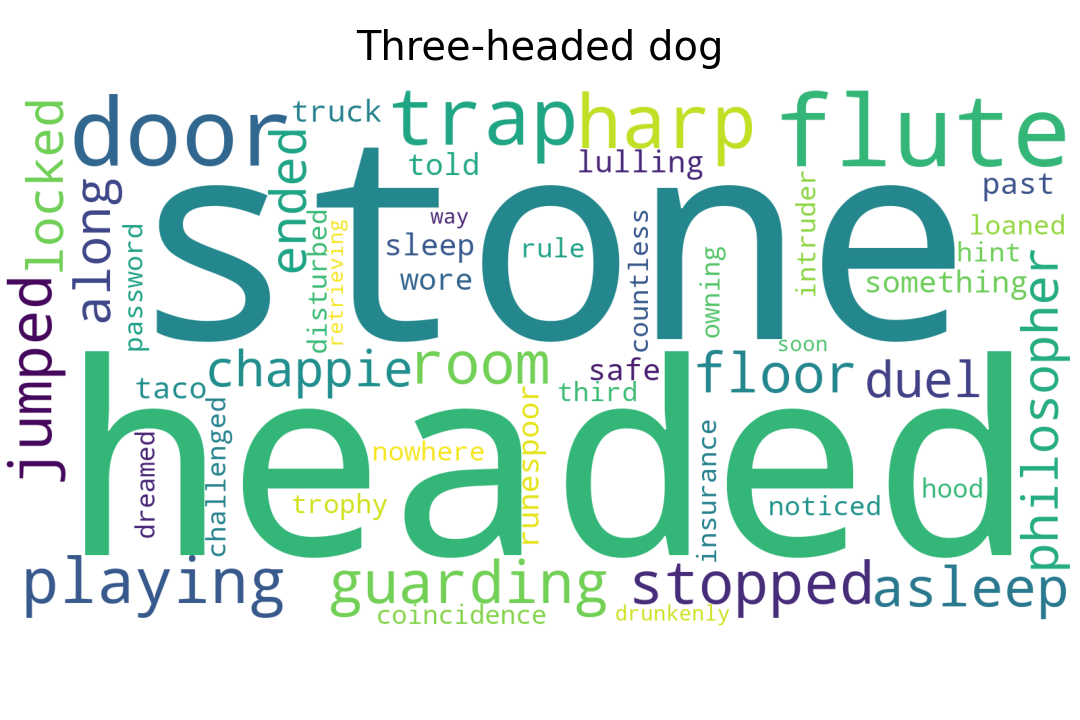 Three-headed dog
door
truck
trap
harp
flute
locked
ended
told
lulling
past
along
stone
intruder
way
loaned
password
disturbed
retrieving
sleep
rule
countless
hint
wore
owning
something
jumped
soon
philosopher
chappie
room
safe
floor
duel
taco
third
headed
challenged
runespoor
dreamed
nowhere
insurance
trophy
noticed
hood
playing
guarding
stopped
asleep
coincidence
drunkenly